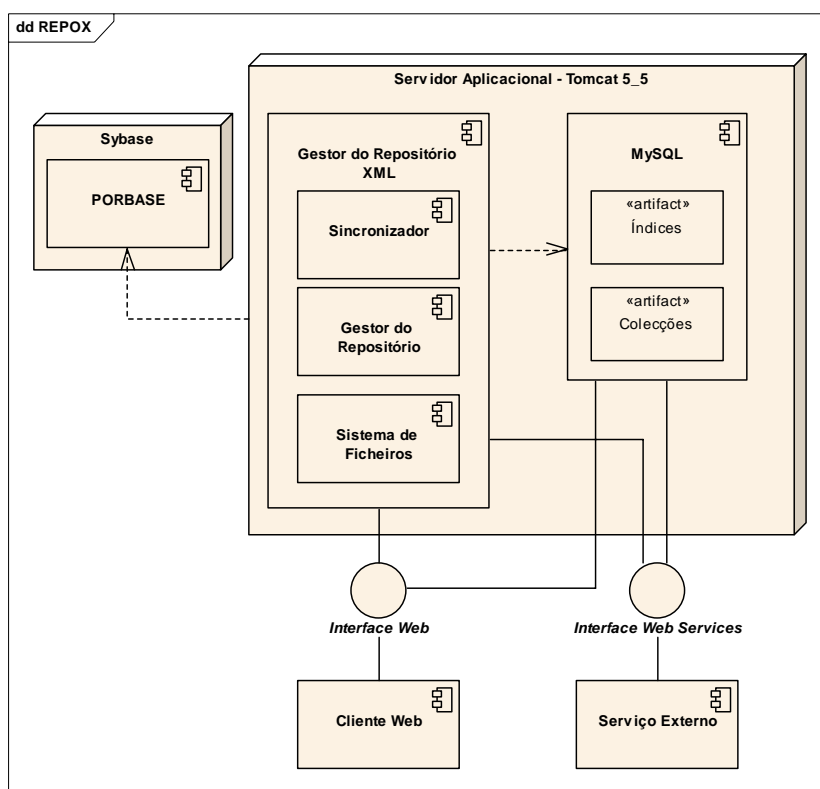 dd REPOX
Servidor Aplicacional - Tomcat 5_5
Sybase
PORBASE
Gestor do Repositório
XML
Sincronizador
Gestor do
Repositório
Sistema de
Ficheiros
MySQL
«artifact»
Índices
«artifact»
Colecções
Interface Web
Interface Web Services
Cliente Web
Serviço Externo